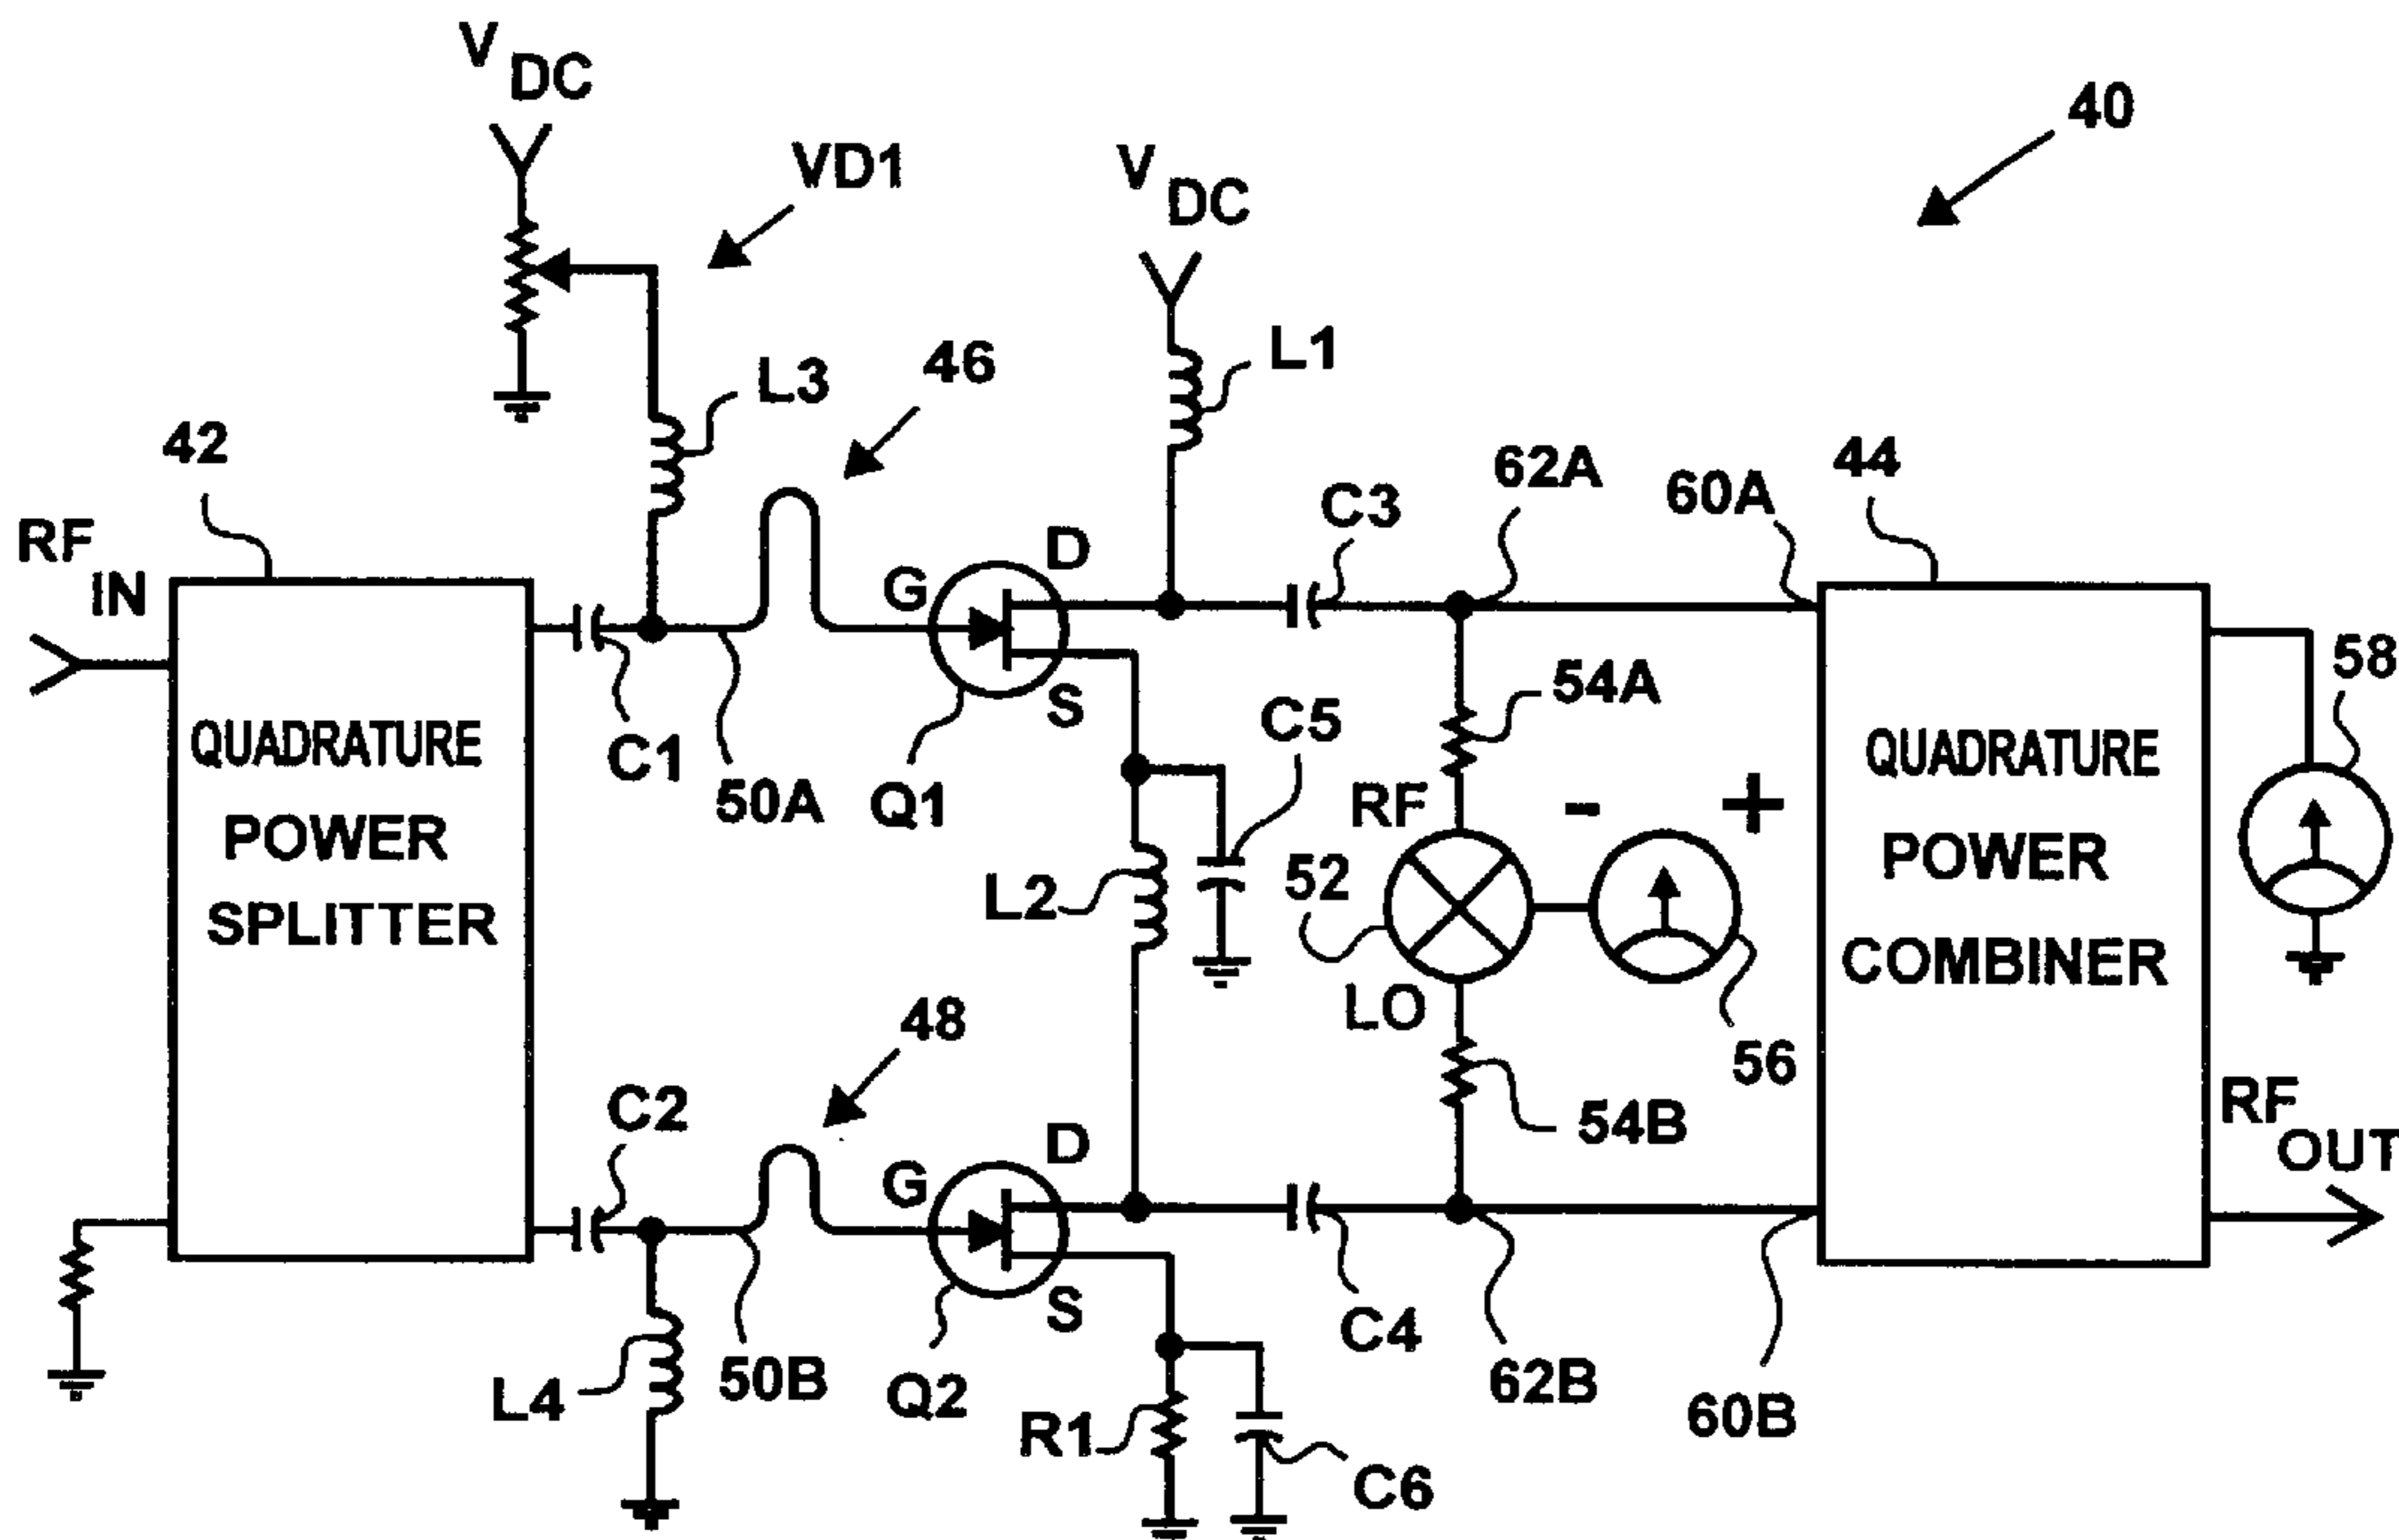 V DC
40
VD1
V DC
L1
46
L3
42
44
62A
60A
C3
RF IN
D
G
58
54A
S
C5
QUADRATURE
POWER
SPLITTER
C1
50A
Q1
RF
-
+
QUADRATURE
POWER
COMBINER
52
L2
LO
48
56
C2
54B
RF OUT
D
G
S
C4
L4
50B
Q2
62B
60B
R1
C6